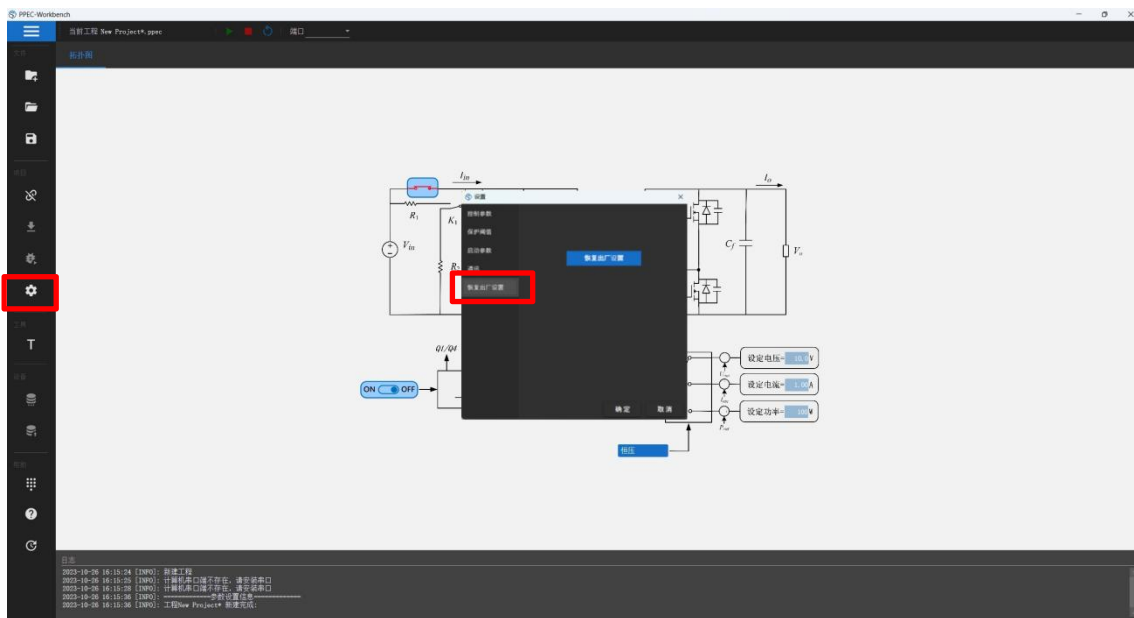 PPEC-Workbench
当前工程 New Project*.ppec
端口
文件
拓扑图
项目
工具
T
设备
帮助
I_in
I_o
R_1
K_1
V_in
C_f
V_o
设置
控制参数
保护阈值
启动参数
通讯
恢复出厂设置
恢复出厂设置
确定
取消
Q1/Q4
ON
OFF
设定电压=
V
设定电流= 1.00 A
设定功率= 100 W
恒压
日志
2023-10-26 16:15:24 [INFO]: 新建工程
2023-10-26 16:15:25 [INFO]: 计算机串口端不存在, 请安装串口
2023-10-26 16:15:28 [INFO]: 计算机串口端不存在, 请安装串口
2023-10-26 16:15:36 [INFO]: ━━━━━━━━参数设置信息━━━━━━━━
2023-10-26 16:15:36 [INFO]: 工程New Project* 新建完成: